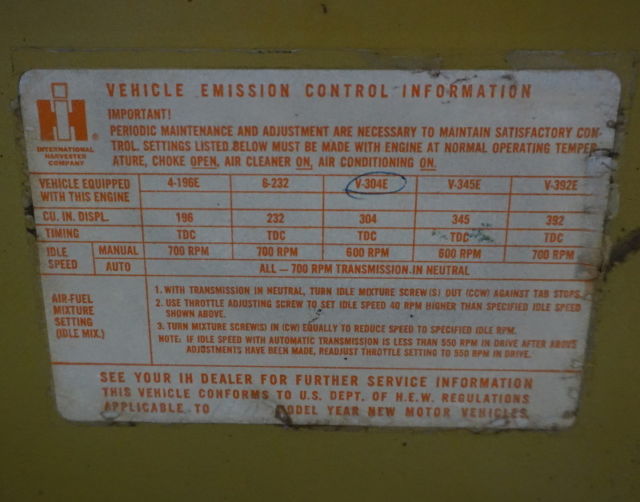 VEHICLE EMISSION CONTROL INFORMATION
IH®
INTERNATIONAL
HARVESTER
COMPANY
IMPORTANT!
PERIODIC MAINTENANCE AND ADJUSTMENT ARE NECESSARY TO MAINTAIN SATISFACTORY CON-
TROL. SETTINGS LISTED BELOW MUST BE MADE WITH ENGINE AT NORMAL OPERATING TEMPER-
ATURE, CHOKE OPEN, AIR CLEANER ON, AIR CONDITIONING ON.
VEHICLE EQUIPPED WITH THIS ENGINE 4-196E 6-232 V-304E V-345E V-392E
CU. IN. DISPL. 196 232 304 345 392
TIMING TDC TDC TDC TDC TDC
IDLE SPEED MANUAL 700 RPM 700 RPM 600 RPM 600 RPM 700 RPM
AUTO ALL — 700 RPM TRANSMISSION IN NEUTRAL
AIR-FUEL
MIXTURE
SETTING
(IDLE MIX.)
1. WITH TRANSMISSION IN NEUTRAL, TURN IDLE MIXTURE SCREW(S) OUT (CCW) AGAINST TAB STOPS.
2. USE THROTTLE ADJUSTING SCREW TO SET IDLE SPEED 40 RPM HIGHER THAN SPECIFIED IDLE SPEED
SHOWN ABOVE.
3. TURN MIXTURE SCREW(S) IN (CW) EQUALLY TO REDUCE SPEED TO SPECIFIED IDLE RPM.
NOTE: IF IDLE SPEED WITH AUTOMATIC TRANSMISSION IS LESS THAN 550 RPM IN DRIVE AFTER ABOVE
ADJUSTMENTS HAVE BEEN MADE, READJUST THROTTLE SETTING TO 550 RPM IN DRIVE.
SEE YOUR IH DEALER FOR FURTHER SERVICE INFORMATION
THIS VEHICLE CONFORMS TO U.S. DEPT. OF H.E.W. REGULATIONS
APPLICABLE TO MODEL YEAR NEW MOTOR VEHICLES